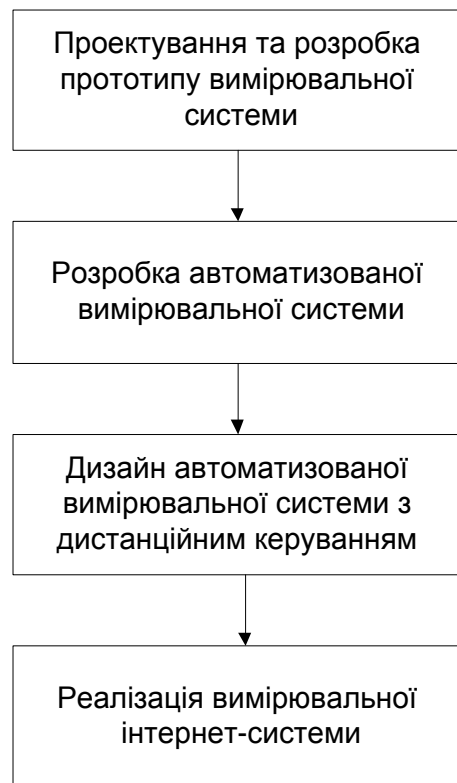 Проектування та розробка
прототипу вимірювальної
системи
Розробка автоматизованої
вимірювальної системи
Дизайн автоматизованої
вимірювальної системи з
дистанційним керуванням
Реалізація вимірювальної
інтернет-системи